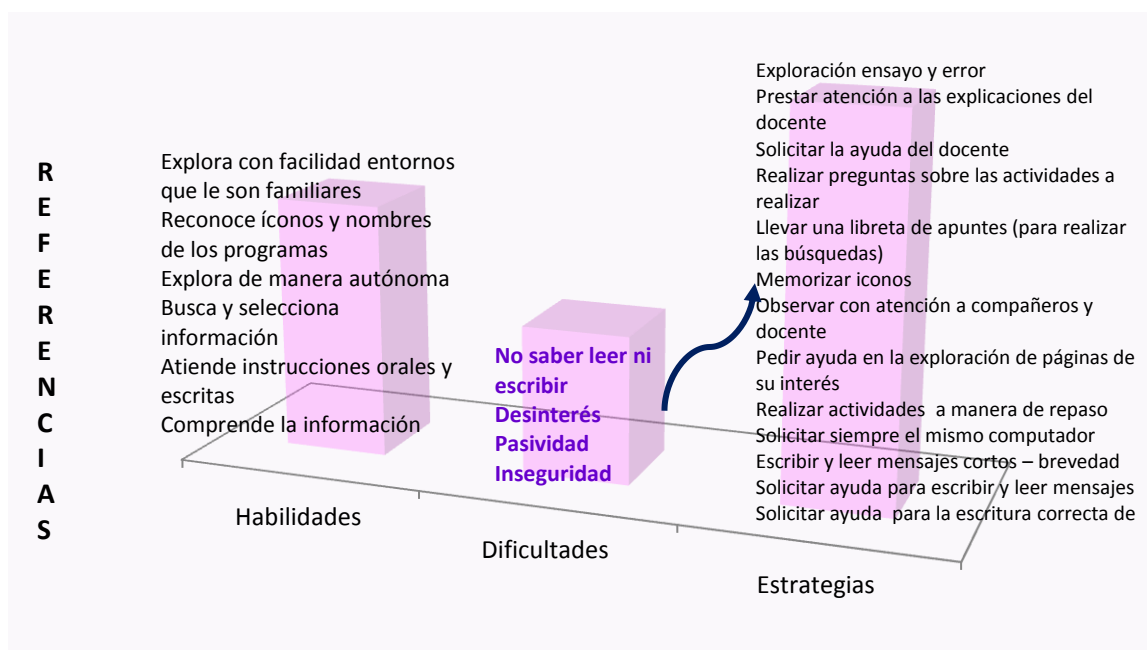 REFERENCIAS
Explora con facilidad entornos
que le son familiares
Reconoce íconos y nombres
de los programas
Explora de manera autónoma
Busca y selecciona
información
Atiende instrucciones orales y
escritas
Comprende la información
Habilidades
No saber leer ni
escribir
Desinterés
Pasividad
Inseguridad
Dificultades
Exploración ensayo y error
Prestar atención a las explicaciones del
docente
Solicitar la ayuda del docente
Realizar preguntas sobre las actividades a
realizar
Llevar una libreta de apuntes (para realizar
las búsquedas)
Memorizar iconos
Observar con atención a compañeros y
docente
Pedir ayuda en la exploración de páginas de
su interés
Realizar actividades a manera de repaso
Solicitar siempre el mismo computador
Escribir y leer mensajes cortos – brevedad
Solicitar ayuda para escribir y leer mensajes
Solicitar ayuda para la escritura correcta de
Estrategias